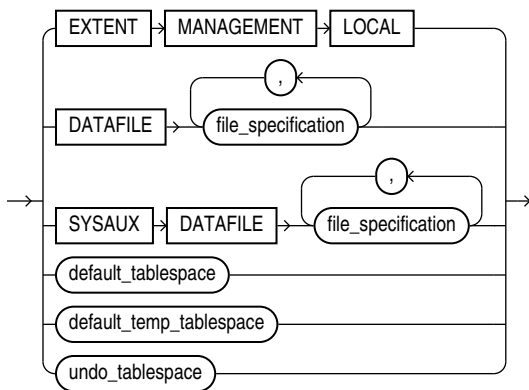 EXTENT MANAGEMENT LOCAL
,
DATAFILE file_specification
,
SYSAUX DATAFILE file_specification
default_tablespace
default_temp_tablespace
undo_tablespace